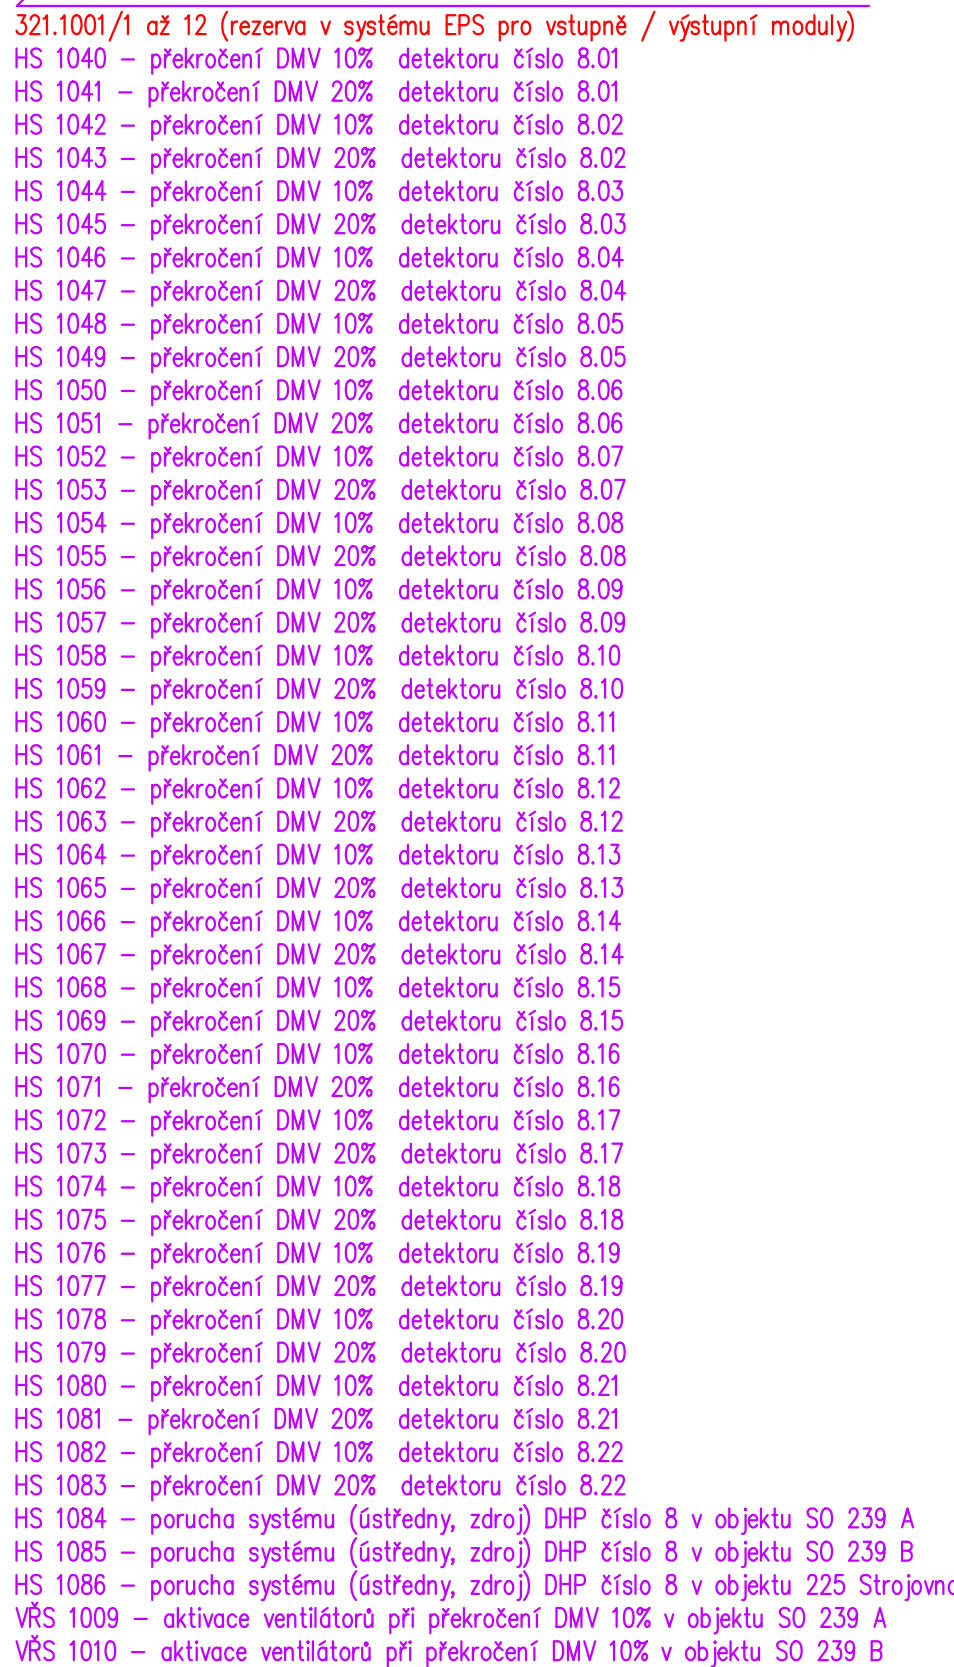 321.1001/1 až 12 (rezerva v systému EPS pro vstupně / výstupní moduly)
HS 1040 – překročení DMV 10% detektoru číslo 8.01
HS 1041 – překročení DMV 20% detektoru číslo 8.01
HS 1042 – překročení DMV 10% detektoru číslo 8.02
HS 1043 – překročení DMV 20% detektoru číslo 8.02
HS 1044 – překročení DMV 10% detektoru číslo 8.03
HS 1045 – překročení DMV 20% detektoru číslo 8.03
HS 1046 – překročení DMV 10% detektoru číslo 8.04
HS 1047 – překročení DMV 20% detektoru číslo 8.04
HS 1048 – překročení DMV 10% detektoru číslo 8.05
HS 1049 – překročení DMV 20% detektoru číslo 8.05
HS 1050 – překročení DMV 10% detektoru číslo 8.06
HS 1051 – překročení DMV 20% detektoru číslo 8.06
HS 1052 – překročení DMV 10% detektoru číslo 8.07
HS 1053 – překročení DMV 20% detektoru číslo 8.07
HS 1054 – překročení DMV 10% detektoru číslo 8.08
HS 1055 – překročení DMV 20% detektoru číslo 8.08
HS 1056 – překročení DMV 10% detektoru číslo 8.09
HS 1057 – překročení DMV 20% detektoru číslo 8.09
HS 1058 – překročení DMV 10% detektoru číslo 8.10
HS 1059 – překročení DMV 20% detektoru číslo 8.10
HS 1060 – překročení DMV 10% detektoru číslo 8.11
HS 1061 – překročení DMV 20% detektoru číslo 8.11
HS 1062 – překročení DMV 10% detektoru číslo 8.12
HS 1063 – překročení DMV 20% detektoru číslo 8.12
HS 1064 – překročení DMV 10% detektoru číslo 8.13
HS 1065 – překročení DMV 20% detektoru číslo 8.13
HS 1066 – překročení DMV 10% detektoru číslo 8.14
HS 1067 – překročení DMV 20% detektoru číslo 8.14
HS 1068 – překročení DMV 10% detektoru číslo 8.15
HS 1069 – překročení DMV 20% detektoru číslo 8.15
HS 1070 – překročení DMV 10% detektoru číslo 8.16
HS 1071 – překročení DMV 20% detektoru číslo 8.16
HS 1072 – překročení DMV 10% detektoru číslo 8.17
HS 1073 – překročení DMV 20% detektoru číslo 8.17
HS 1074 – překročení DMV 10% detektoru číslo 8.18
HS 1075 – překročení DMV 20% detektoru číslo 8.18
HS 1076 – překročení DMV 10% detektoru číslo 8.19
HS 1077 – překročení DMV 20% detektoru číslo 8.19
HS 1078 – překročení DMV 10% detektoru číslo 8.20
HS 1079 – překročení DMV 20% detektoru číslo 8.20
HS 1080 – překročení DMV 10% detektoru číslo 8.21
HS 1081 – překročení DMV 20% detektoru číslo 8.21
HS 1082 – překročení DMV 10% detektoru číslo 8.22
HS 1083 – překročení DMV 20% detektoru číslo 8.22
HS 1084 – porucha systému (ústředny, zdroj) DHP číslo 8 v objektu SO 239 A
HS 1085 – porucha systému (ústředny, zdroj) DHP číslo 8 v objektu SO 239 B
HS 1086 – porucha systému (ústředny, zdroj) DHP číslo 8 v objektu 225 Strojovna
VŘS 1009 – aktivace ventilátorů při překročení DMV 10% v objektu SO 239 A
VŘS 1010 – aktivace ventilátorů při překročení DMV 10% v objektu SO 239 B